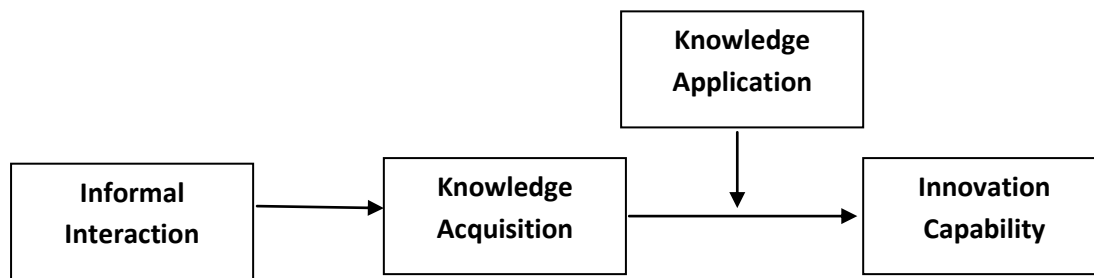 Knowledge
Application
Informal
Interaction
Knowledge
Acquisition
Innovation
Capability